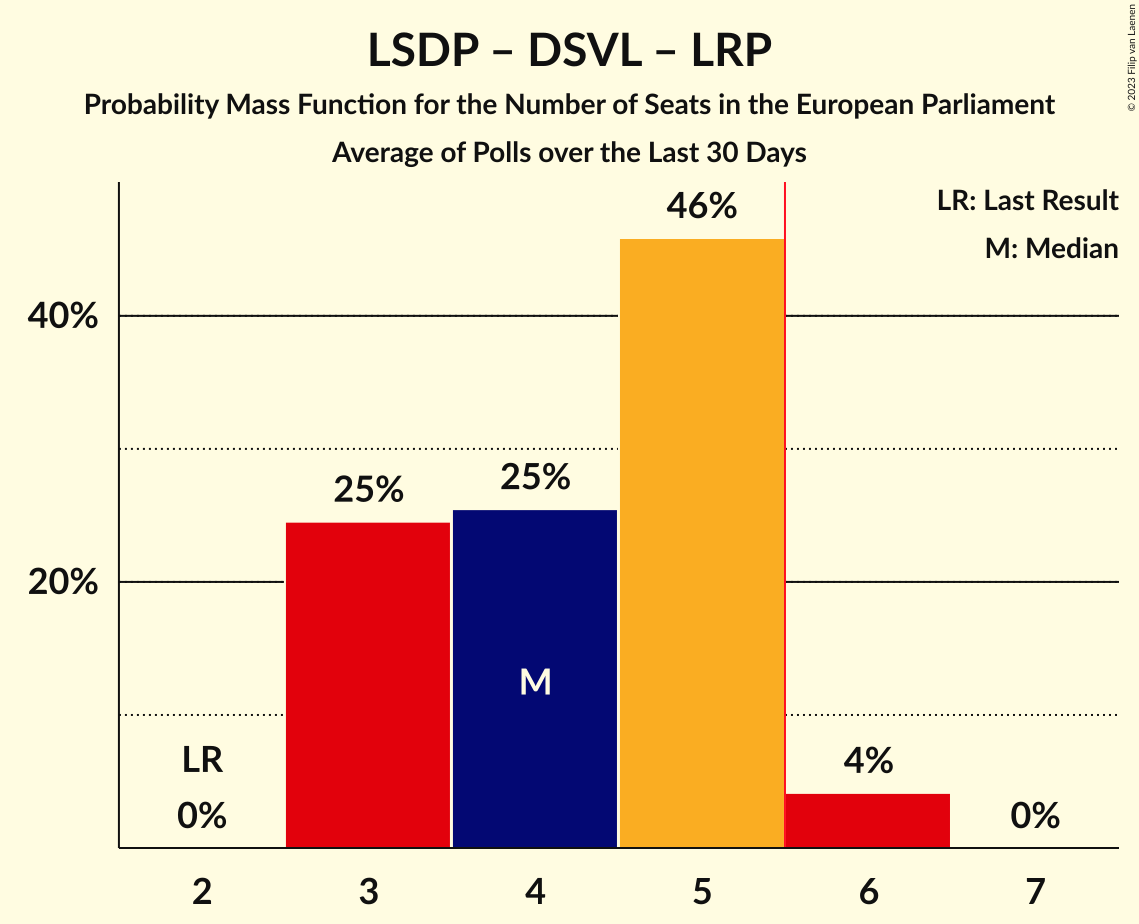 LSDP – DSVL – LRP
Probability Mass Function for the Number of Seats in the European Parliament
Average of Polls over the Last 30 Days
© 2023 Filip van Laenen
LR: Last Result
M: Median
46%
40%
25%
25%
20%
M
LR
0%
4%
0%
2 3 4 5 6 7